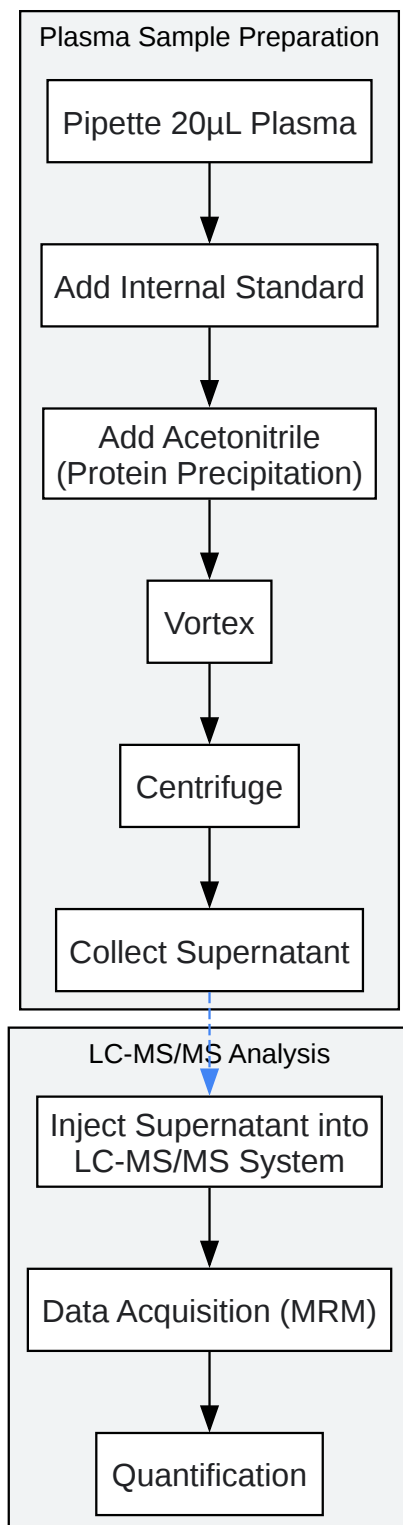 Plasma Sample Preparation
Pipette 20µL Plasma
Add Internal Standard
Add Acetonitrile
(Protein Precipitation)
Vortex
Centrifuge
Collect Supernatant
LC-MS/MS Analysis
Inject Supernatant into
LC-MS/MS System
Data Acquisition (MRM)
Quantification